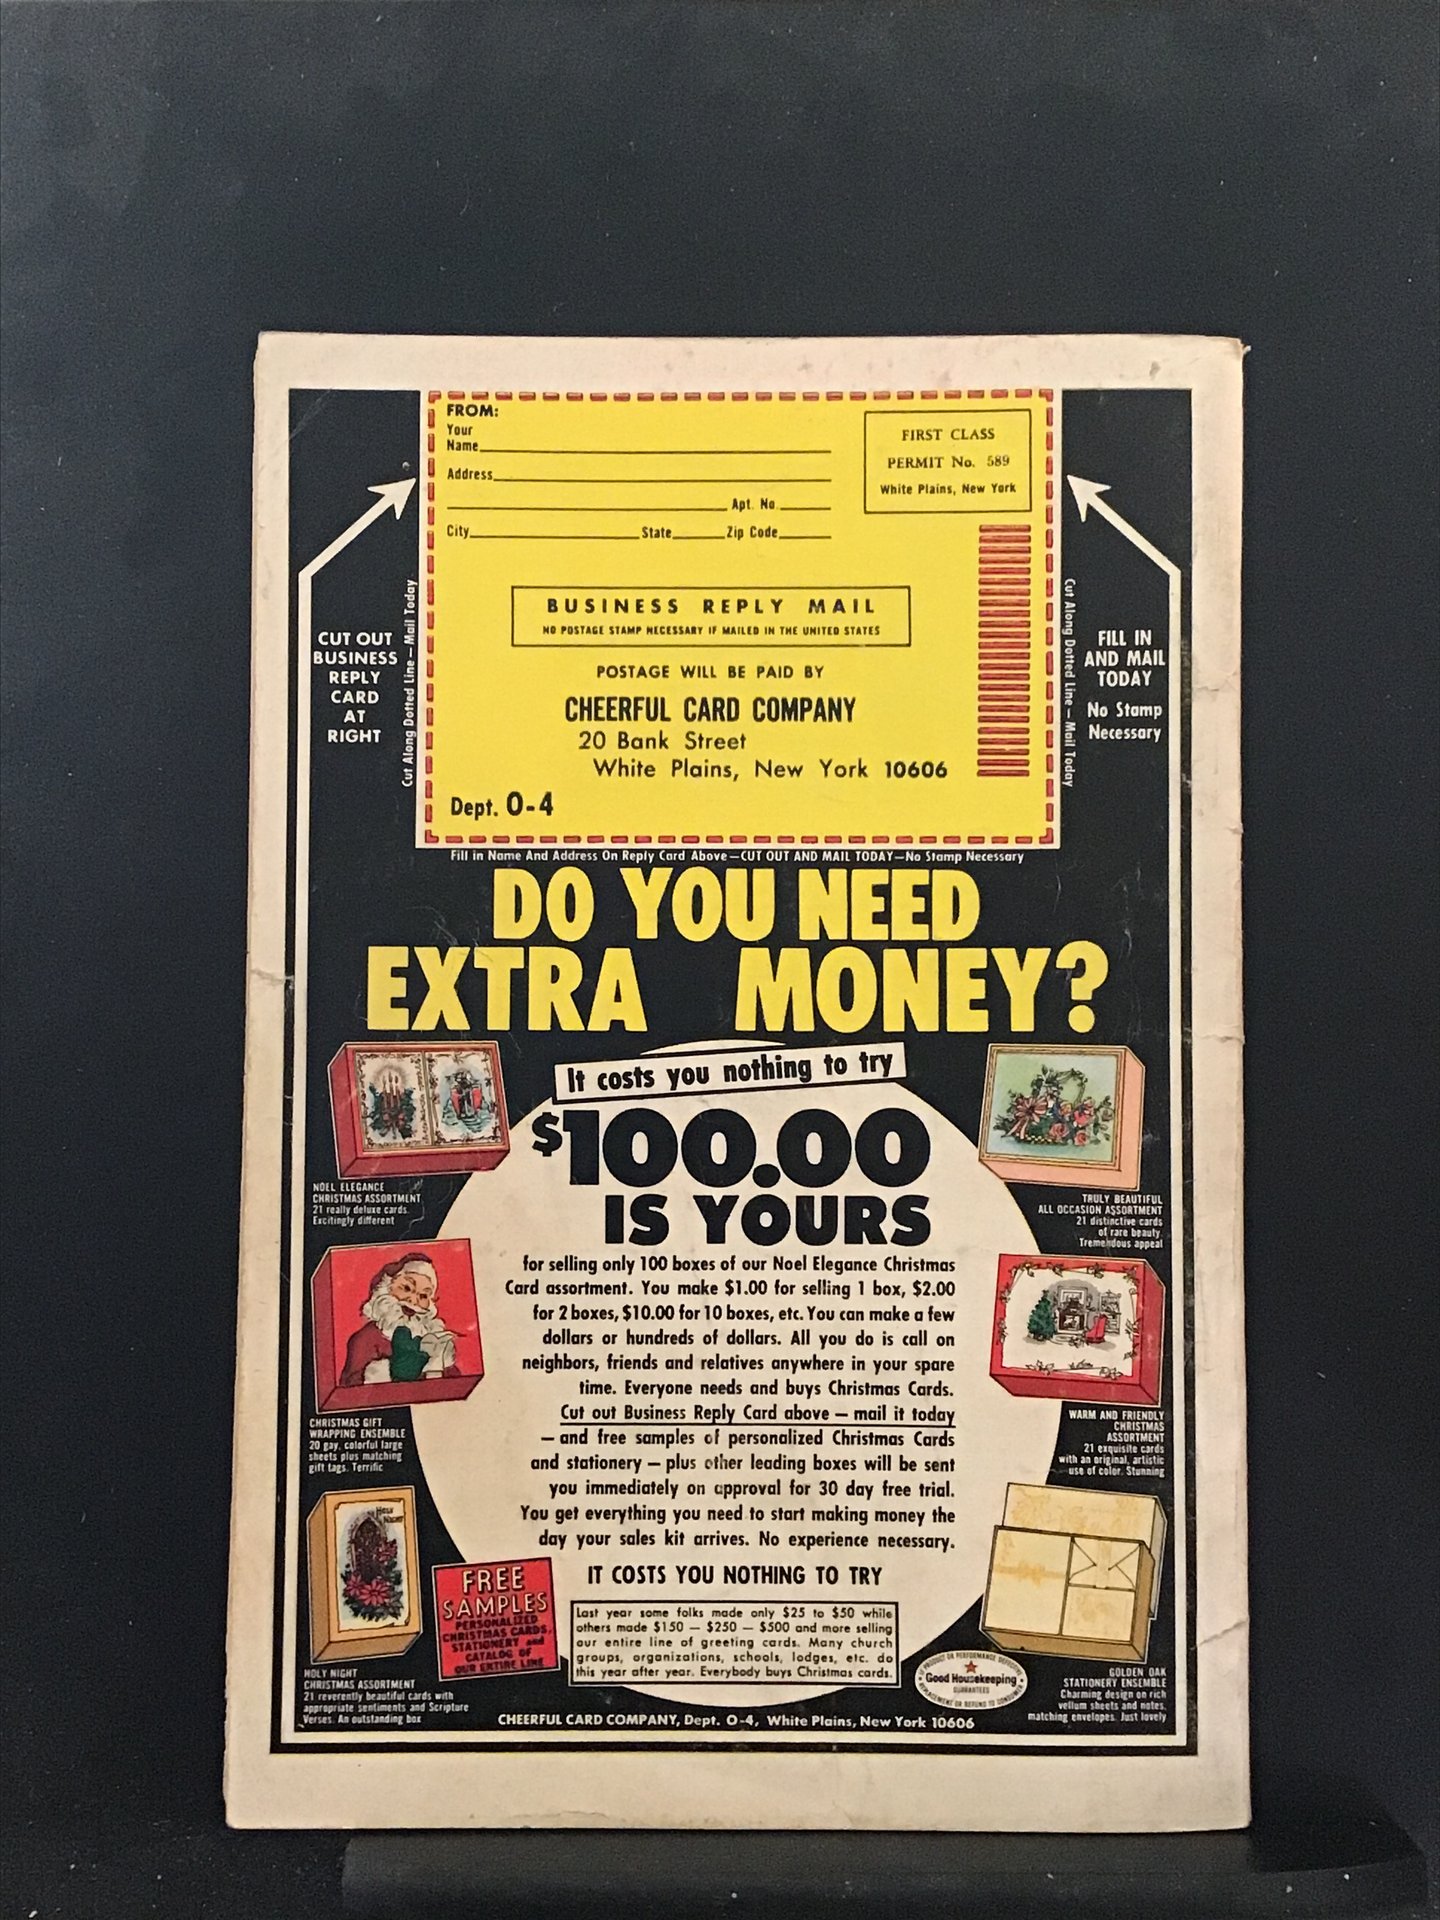 FROM:
Your
Name
Address
Apt. No.
City State Zip Code
FIRST CLASS
PERMIT No. 589
White Plains, New York
BUSINESS REPLY MAIL
NO POSTAGE STAMP NECESSARY IF MAILED IN THE UNITED STATES
POSTAGE WILL BE PAID BY
CHEERFUL CARD COMPANY
20 Bank Street
White Plains, New York 10606
Dept. O-4
CUT OUT
BUSINESS
REPLY
CARD
AT
RIGHT
Cut Along Dotted Line — Mail Today
Cut Along Dotted Line — Mail Today
FILL IN
AND MAIL
TODAY
No Stamp
Necessary
Fill in Name And Address On Reply Card Above—CUT OUT AND MAIL TODAY—No Stamp Necessary
DO YOU NEED
EXTRA MONEY?
It costs you nothing to try
$100.00
IS YOURS
for selling only 100 boxes of our Noel Elegance Christmas
Card assortment. You make $1.00 for selling 1 box, $2.00
for 2 boxes, $10.00 for 10 boxes, etc. You can make a few
dollars or hundreds of dollars. All you do is call on
neighbors, friends and relatives anywhere in your spare
time. Everyone needs and buys Christmas Cards.
Cut out Business Reply Card above — mail it today
— and free samples of personalized Christmas Cards
and stationery — plus other leading boxes will be sent
you immediately on approval for 30 day free trial.
You get everything you need to start making money the
day your sales kit arrives. No experience necessary.
IT COSTS YOU NOTHING TO TRY
Last year some folks made only $25 to $50 while
others made $150 — $250 — $500 and more selling
our entire line of greeting cards. Many church
groups, organizations, schools, lodges, etc. do
this year after year. Everybody buys Christmas cards.
NOEL ELEGANCE
CHRISTMAS ASSORTMENT
21 really deluxe cards.
Excitingly different
CHRISTMAS GIFT
WRAPPING ENSEMBLE
20 gay, colorful large
sheets plus matching
gift tags. Terrific
HOLY
NIGHT
HOLY NIGHT
CHRISTMAS ASSORTMENT
21 reverently beautiful cards with
appropriate sentiments and Scripture
Verses. An outstanding box
FREE
SAMPLES
PERSONALIZED
CHRISTMAS CARDS,
STATIONERY and
CATALOG OF
OUR ENTIRE LINE
TRULY BEAUTIFUL
ALL OCCASION ASSORTMENT
21 distinctive cards
of rare beauty.
Tremendous appeal
WARM AND FRIENDLY
CHRISTMAS
ASSORTMENT
21 exquisite cards
with an original, artistic
use of color. Stunning
GOLDEN OAK
STATIONERY ENSEMBLE
Charming design on rich
vellum sheets and notes,
matching envelopes. Just lovely
IF PRODUCT OR PERFORMANCE DEFECTIVE
Good Housekeeping
GUARANTEES
REPLACEMENT OR REFUND TO CONSUMER
CHEERFUL CARD COMPANY, Dept. O-4, White Plains, New York 10606